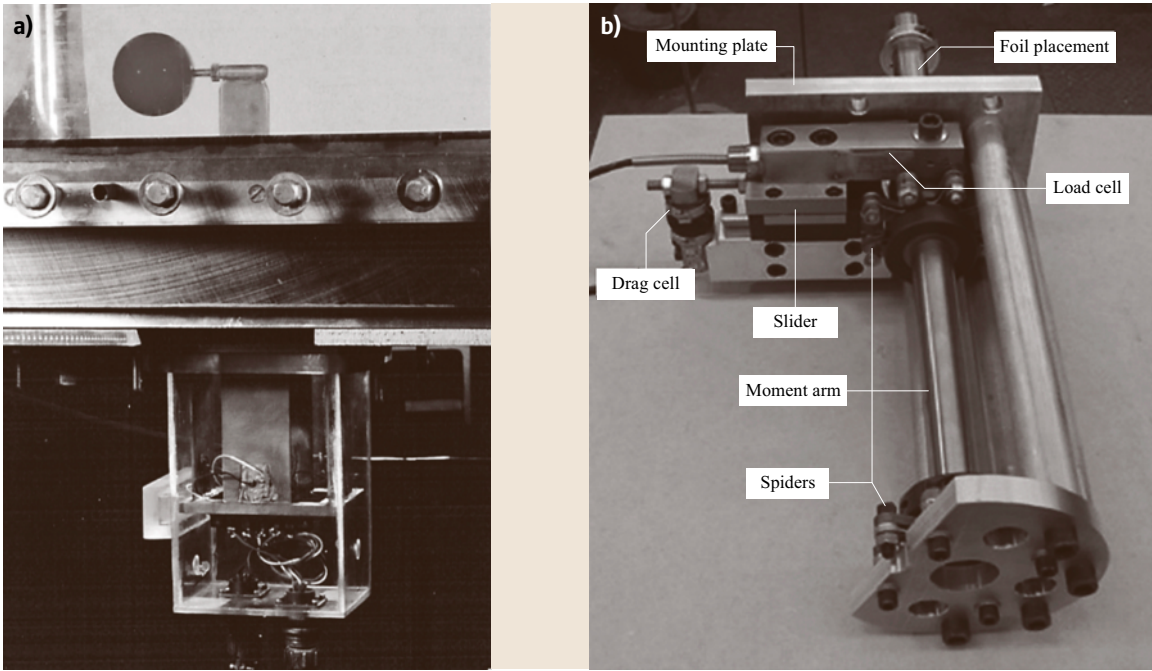 a)
b)
Mounting plate
Foil placement
Load cell
Drag cell
Slider
Moment arm
Spiders